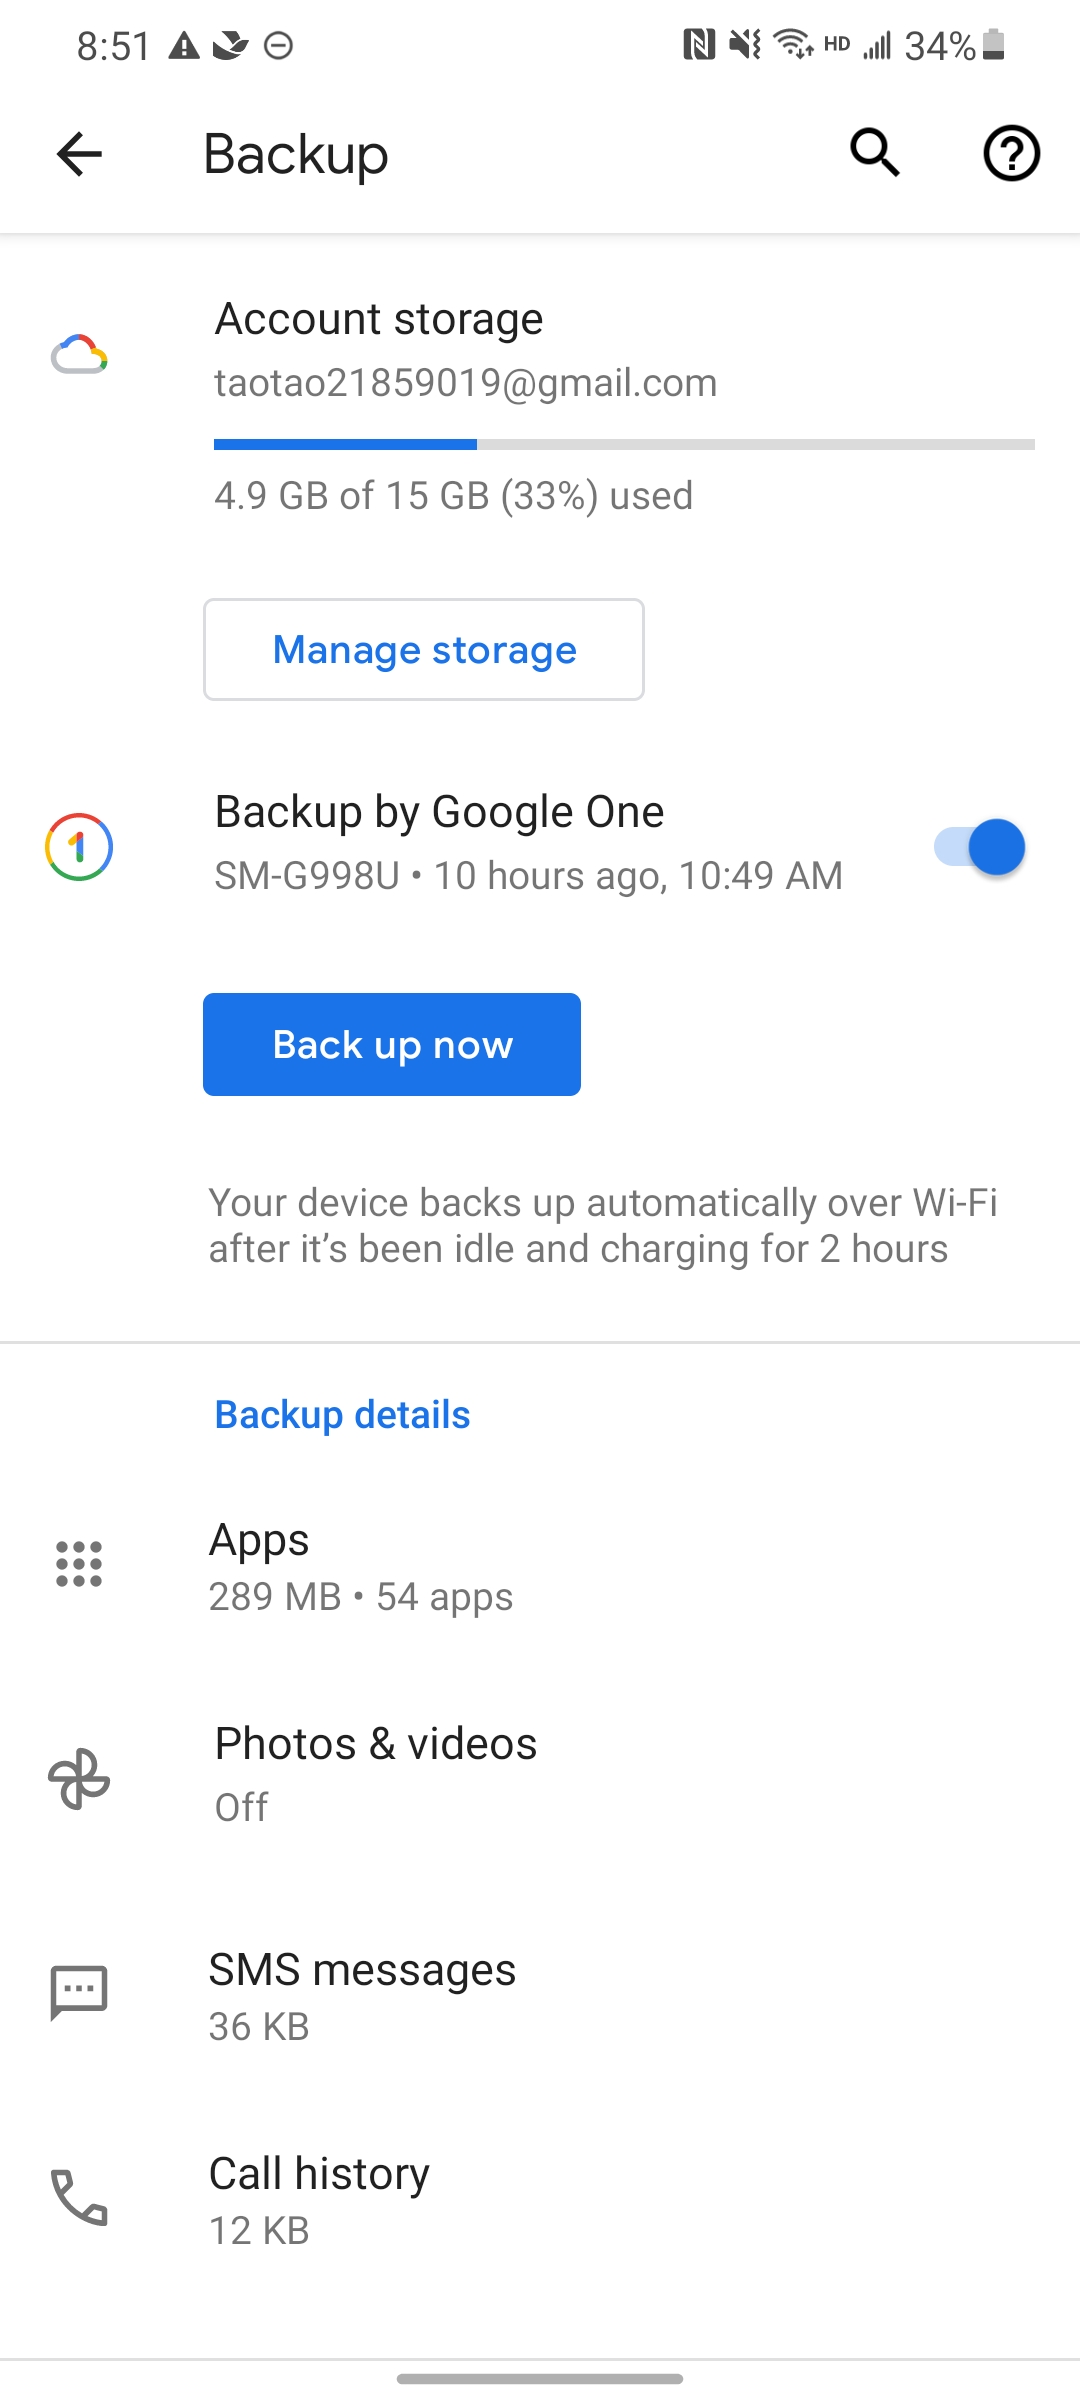 8:51 HD 34%
Backup
Account storage
taotao21859019@gmail.com
4.9 GB of 15 GB (33%) used
Manage storage
Backup by Google One
SM-G998U • 10 hours ago, 10:49 AM
Back up now
Your device backs up automatically over Wi-Fi
after it’s been idle and charging for 2 hours
Backup details
Apps
289 MB • 54 apps
Photos & videos
Off
SMS messages
36 KB
Call history
12 KB